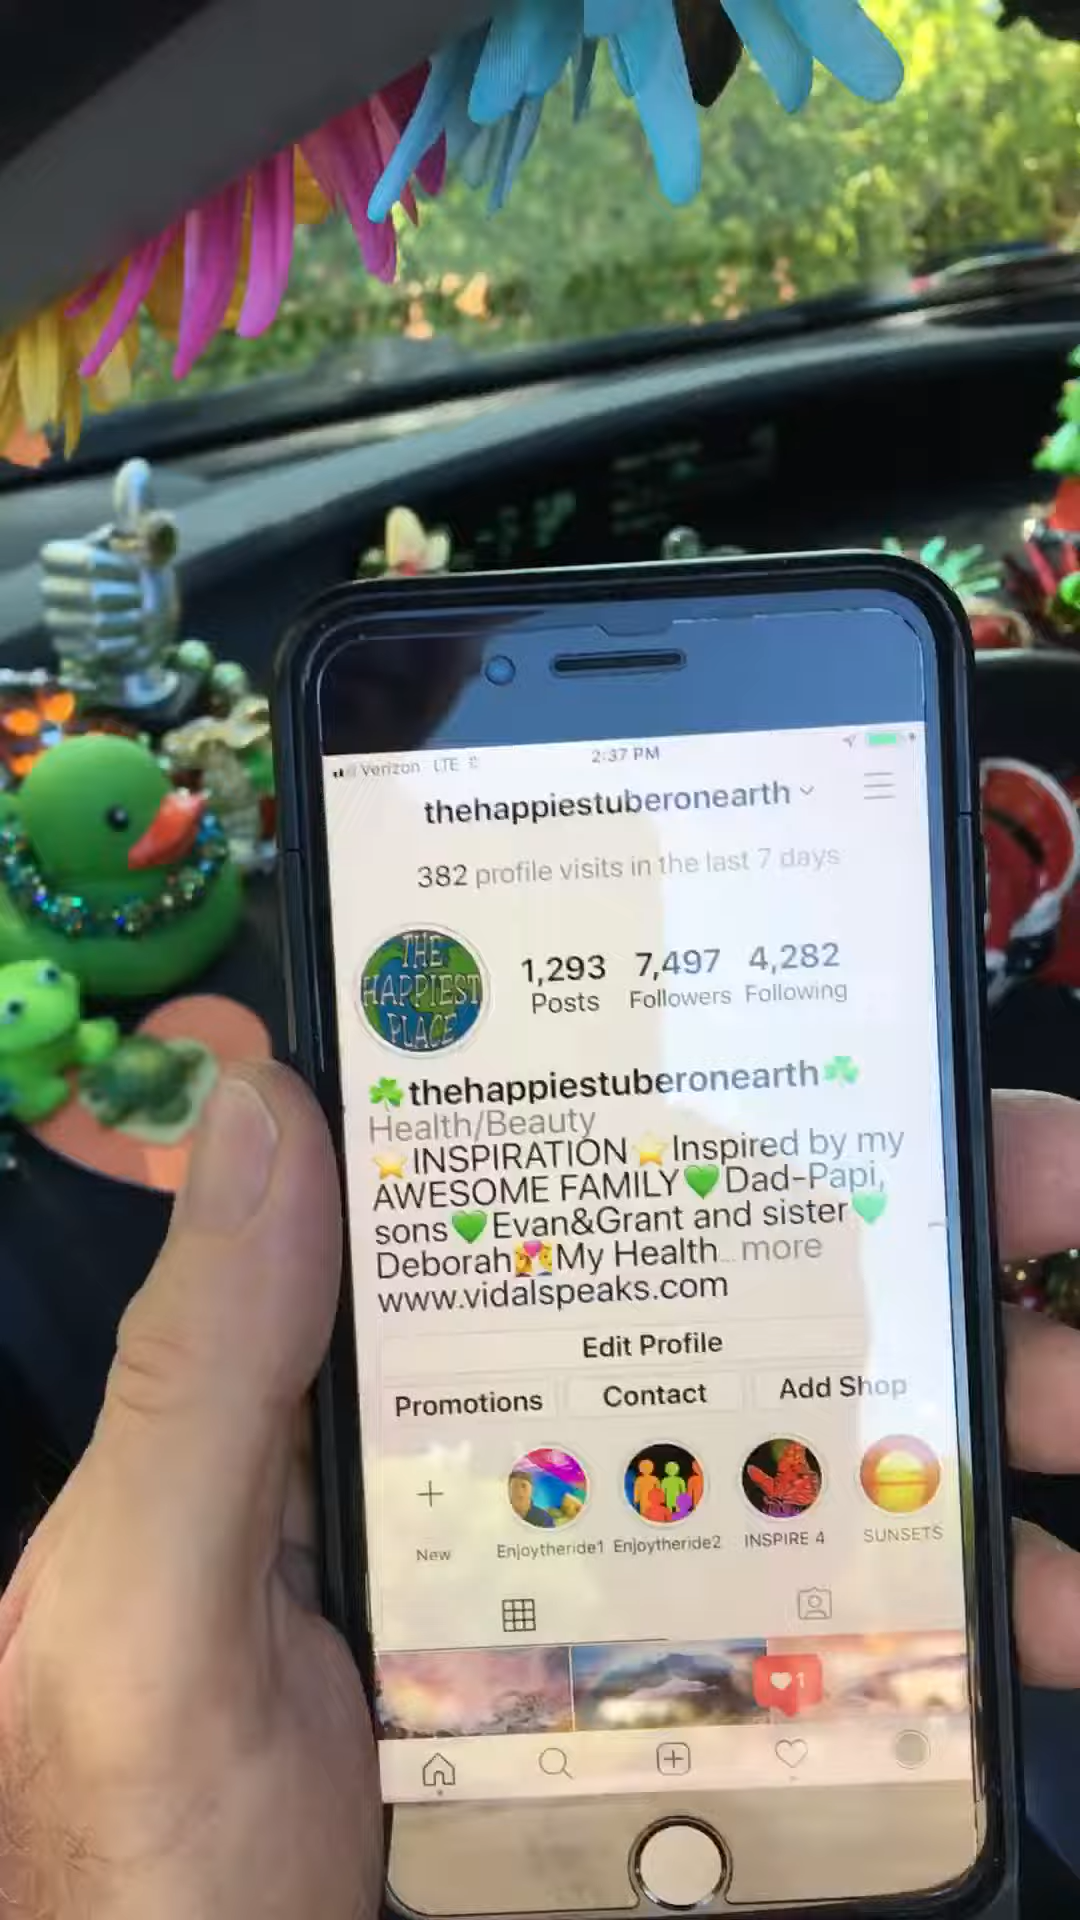 Verizon LTE 2:37 PM
thehappiestuberonearth
382 profile visits in the last 7 days
THE
HAPPIEST
PLACE
1,293 7,497 4,282
Posts Followers Following
☘️thehappiestuberonearth☘️
Health/Beauty
⭐INSPIRATION⭐Inspired by my
AWESOME FAMILY💚Dad-Papi,
sons💚Evan&Grant and sister💚
Deborah💏My Health... more
www.vidalspeaks.com
Edit Profile
Promotions Contact Add Shop
New Enjoytheride1 Enjoytheride2 INSPIRE 4 SUNSETS
1